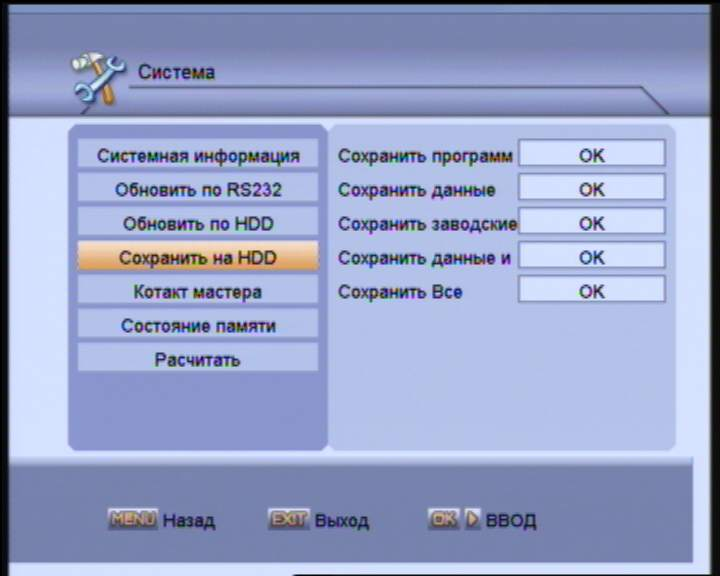 Система
Системная информация
Обновить по RS232
Обновить по HDD
Сохранить на HDD
Котакт мастера
Состояние памяти
Расчитать
Сохранить программ OK
Сохранить данные OK
Сохранить заводские OK
Сохранить данные и OK
Сохранить Все OK
MENU Назад EXIT Выход OK ВВОД